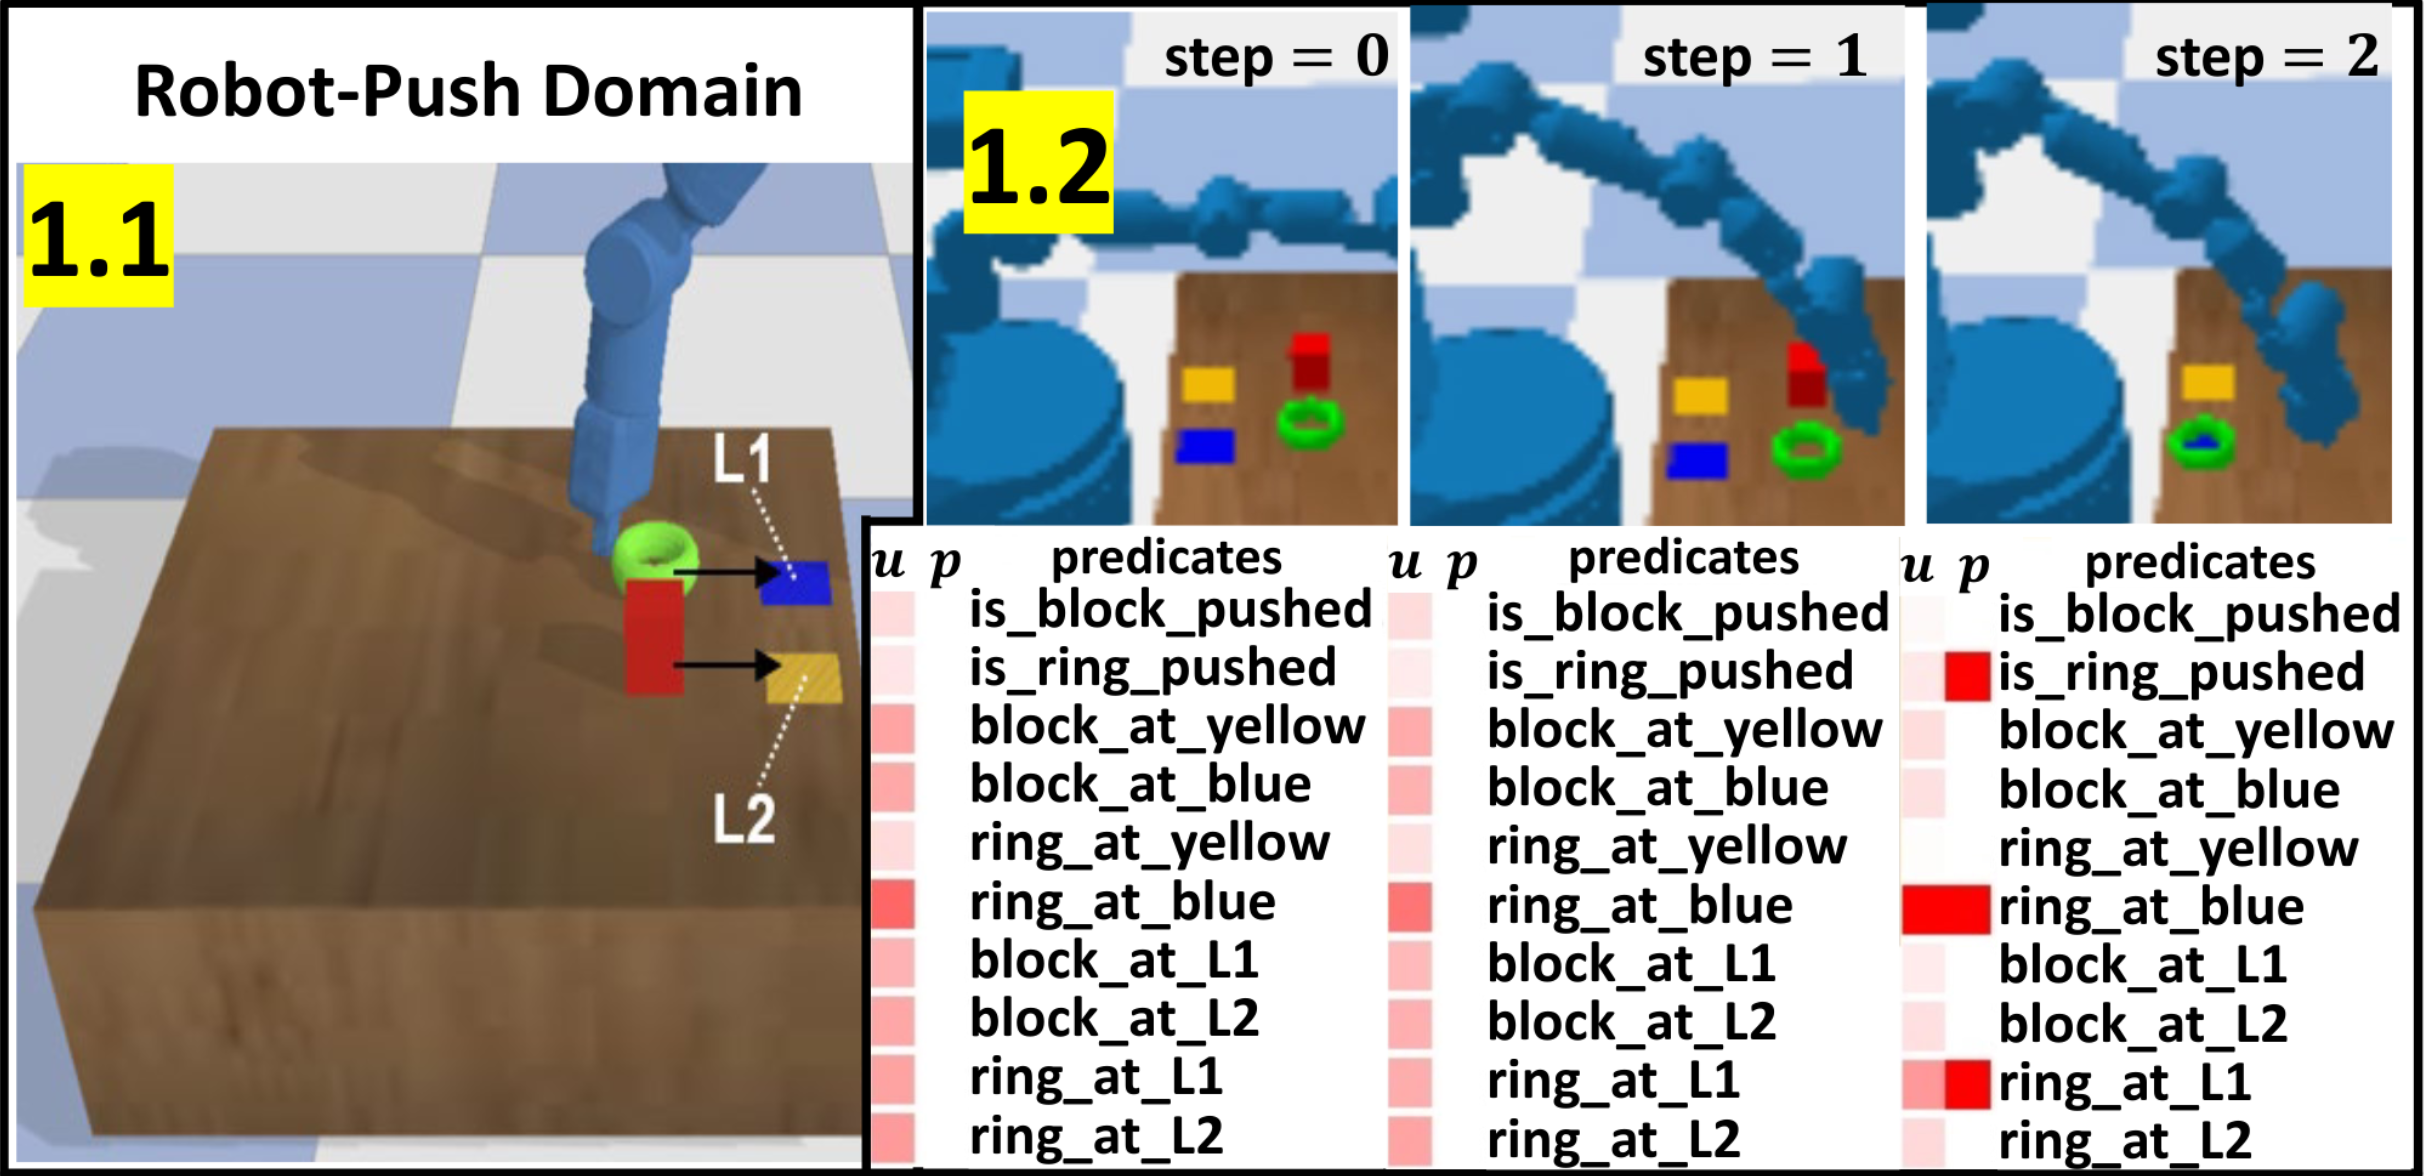 Robot-Push Domain
1.1
L1
L2
1.2
step = 0
step = 1
step = 2
u p predicates
is_block_pushed
is_ring_pushed
block_at_yellow
block_at_blue
ring_at_yellow
ring_at_blue
block_at_L1
block_at_L2
ring_at_L1
ring_at_L2
u p predicates
is_block_pushed
is_ring_pushed
block_at_yellow
block_at_blue
ring_at_yellow
ring_at_blue
block_at_L1
block_at_L2
ring_at_L1
ring_at_L2
u p predicates
is_block_pushed
is_ring_pushed
block_at_yellow
block_at_blue
ring_at_yellow
ring_at_blue
block_at_L1
block_at_L2
ring_at_L1
ring_at_L2